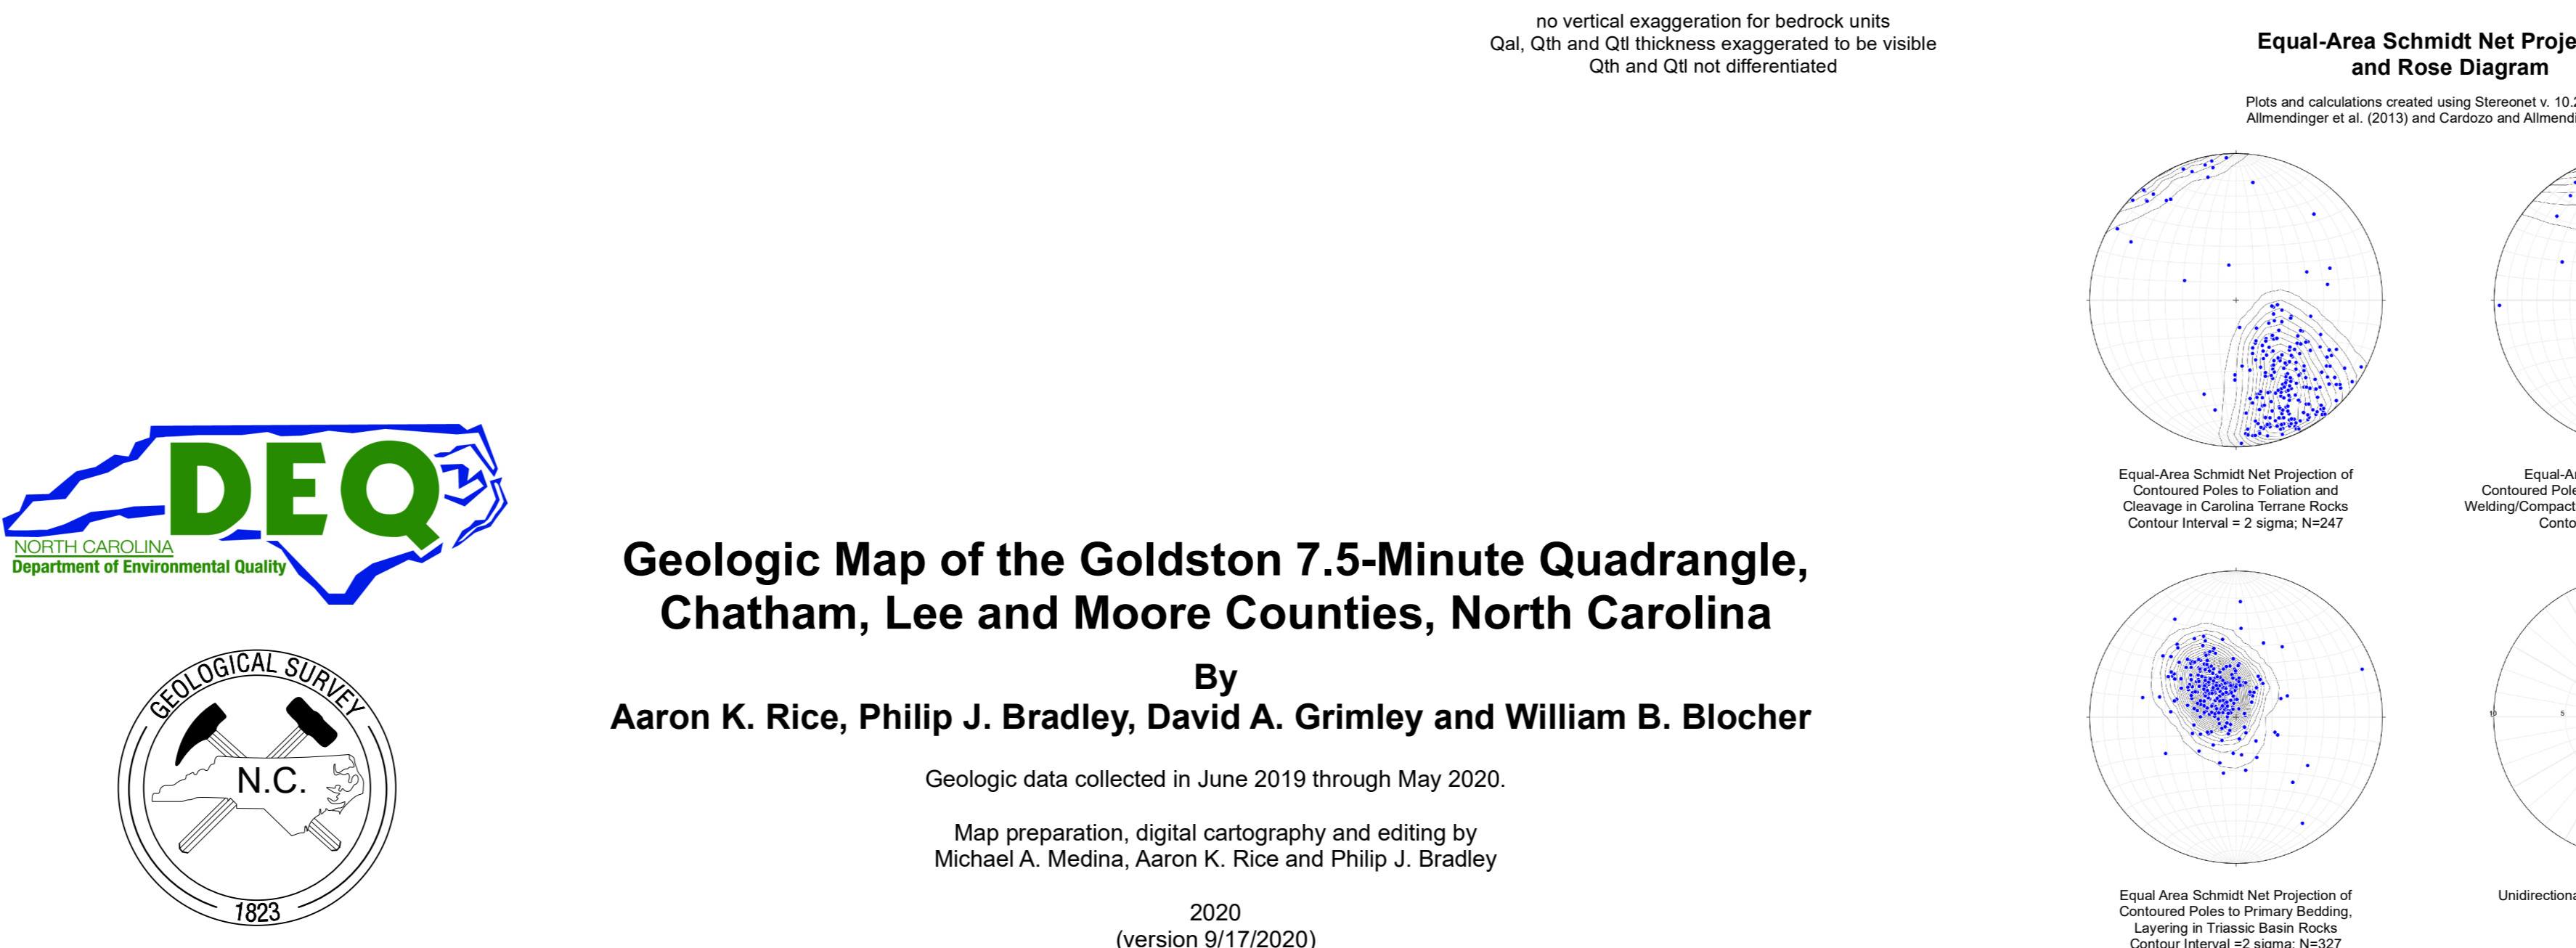 no vertical exaggeration for bedrock units
Qal, Qth and Qtl thickness exaggerated to be visible
Qth and Qtl not differentiated
DEQ
NORTH CAROLINA
Department of Environmental Quality
GEOLOGICAL SURVEY
N.C.
1823
Geologic Map of the Goldston 7.5-Minute Quadrangle,
Chatham, Lee and Moore Counties, North Carolina
By
Aaron K. Rice, Philip J. Bradley, David A. Grimley and William B. Blocher
Geologic data collected in June 2019 through May 2020.
Map preparation, digital cartography and editing by
Michael A. Medina, Aaron K. Rice and Philip J. Bradley
2020
(version 9/17/2020)
Equal-Area Schmidt Net Proje
and Rose Diagram
Plots and calculations created using Stereonet v. 10.2
Allmendinger et al. (2013) and Cardozo and Allmendi
Equal-Area Schmidt Net Projection of
Contoured Poles to Foliation and
Cleavage in Carolina Terrane Rocks
Contour Interval = 2 sigma; N=247
Equal-Ar
Contoured Pole
Welding/Compact
Conto
Equal Area Schmidt Net Projection of
Contoured Poles to Primary Bedding,
Layering in Triassic Basin Rocks
Contour Interval =2 sigma; N=327
10 5
Unidirectiona